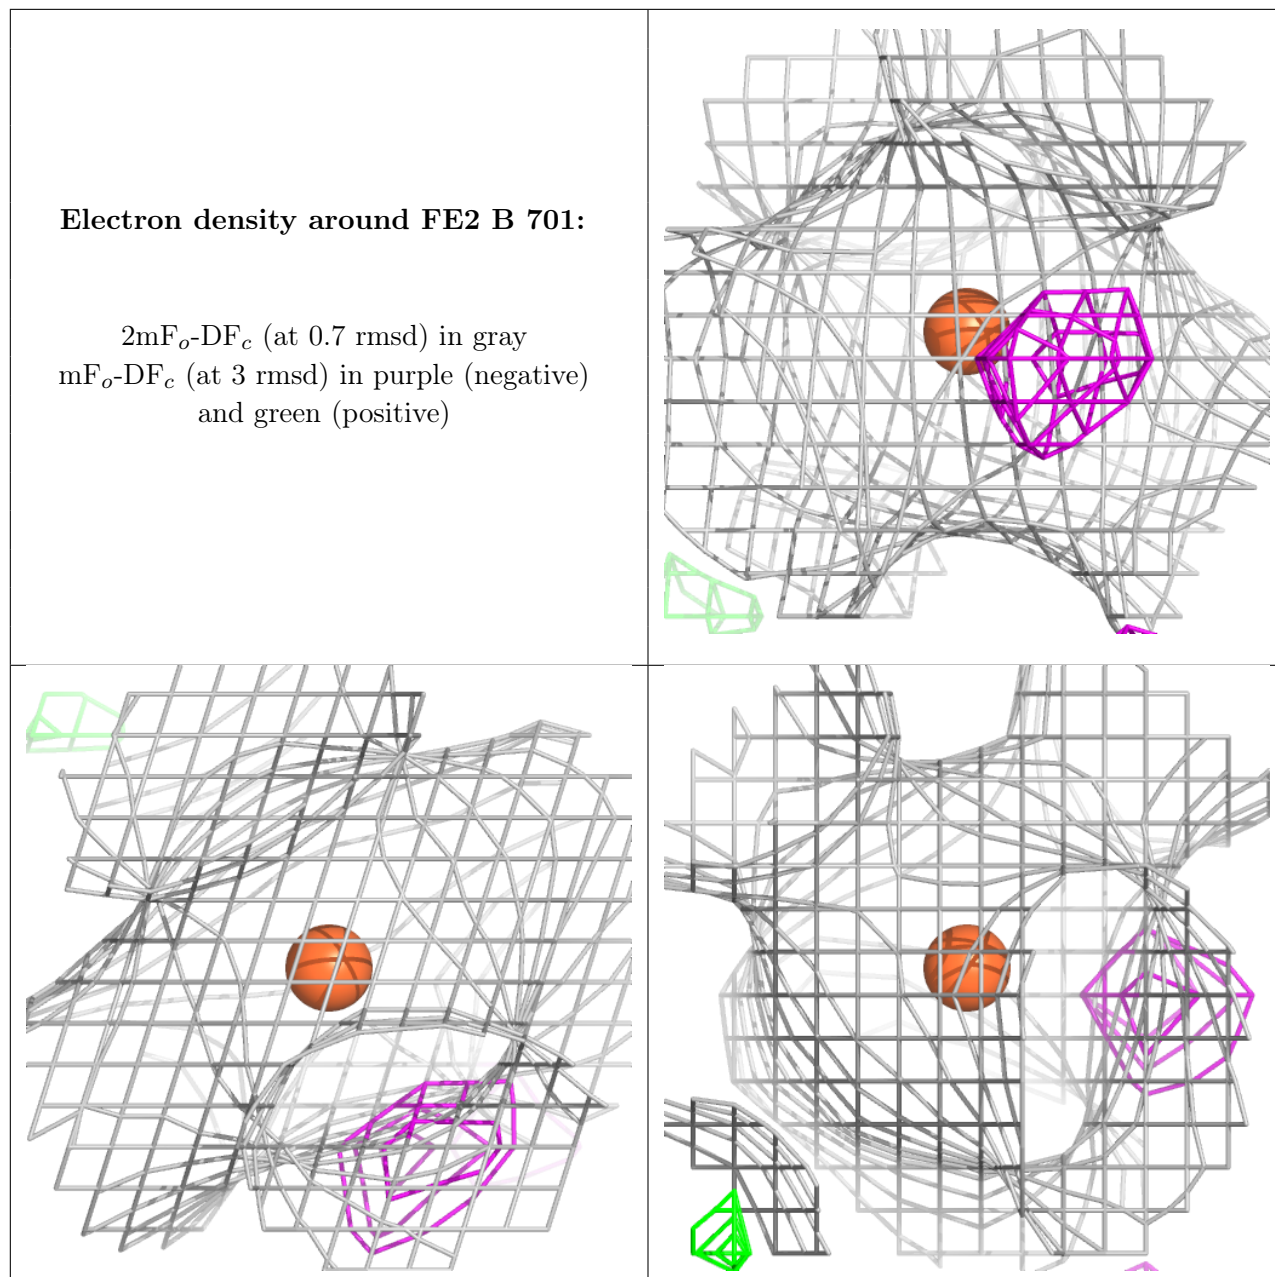 Electron density around FE2 B 701:
2mFo-DFc (at 0.7 rmsd) in gray
mFo-DFc (at 3 rmsd) in purple (negative)
and green (positive)